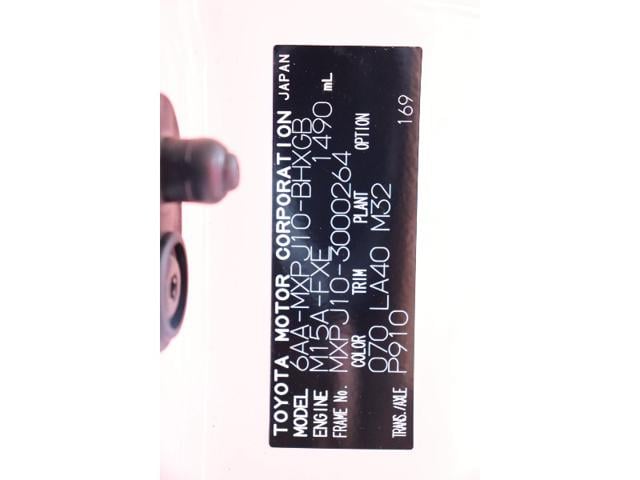 TOYOTA MOTOR CORPORATION JAPAN
MODEL 6AA-MXPJ10-BHXGB
ENGINE M15A-FXE 1490 mL
FRAME No. MXPJ10-3000264
COLOR TRIM PLANT OPTION
070 LA40 M32
TRANS./AXLE P910 169